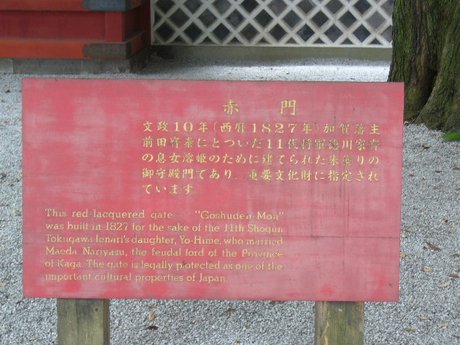 赤門
文政10年(西暦1827年)加賀藩主
前田齊泰にとついだ11代将軍徳川家斉
の息女溶姫のために建てられた朱塗りの
御守殿門であり、重要文化財に指定され
ています
This red lacquered gate "Goshuden-Mon"
was built in 1827 for the sake of the 11th Shogun
Tokugawa Ienari's daughter, Yo-Hime, who married
Maeda Nariyasu, the feudal lord of the Province
of Kaga. The gate is legally protected as one of the
important cultural properties of Japan.